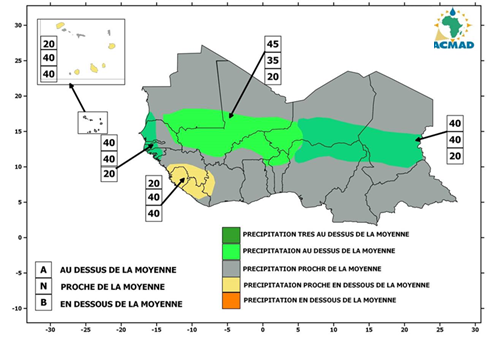 ACMAD
20
40
40
45
35
20
40
40
20
40
40
20
20
40
40
30
25
20
15
10
5
0
-5
-10
PRECIPITATION TRES AU DESSUS DE LA MOYENNE
PRECIPITATAION AU DESSUS DE LA MOYENNE
PRECIPITATION PROCHR DE LA MOYENNE
PRECIPITATAION PROCHE EN DESSOUS DE LA MOYENNE
PRECIPITATION EN DESSOUS DE LA MOYENNE
A AU DESSUS DE LA MOYENNE
N PROCHE DE LA MOYENNE
B EN DESSOUS DE LA MOYENNE
-30 -25 -20 -15 -10 -5 0 5 10 15 20 25 30